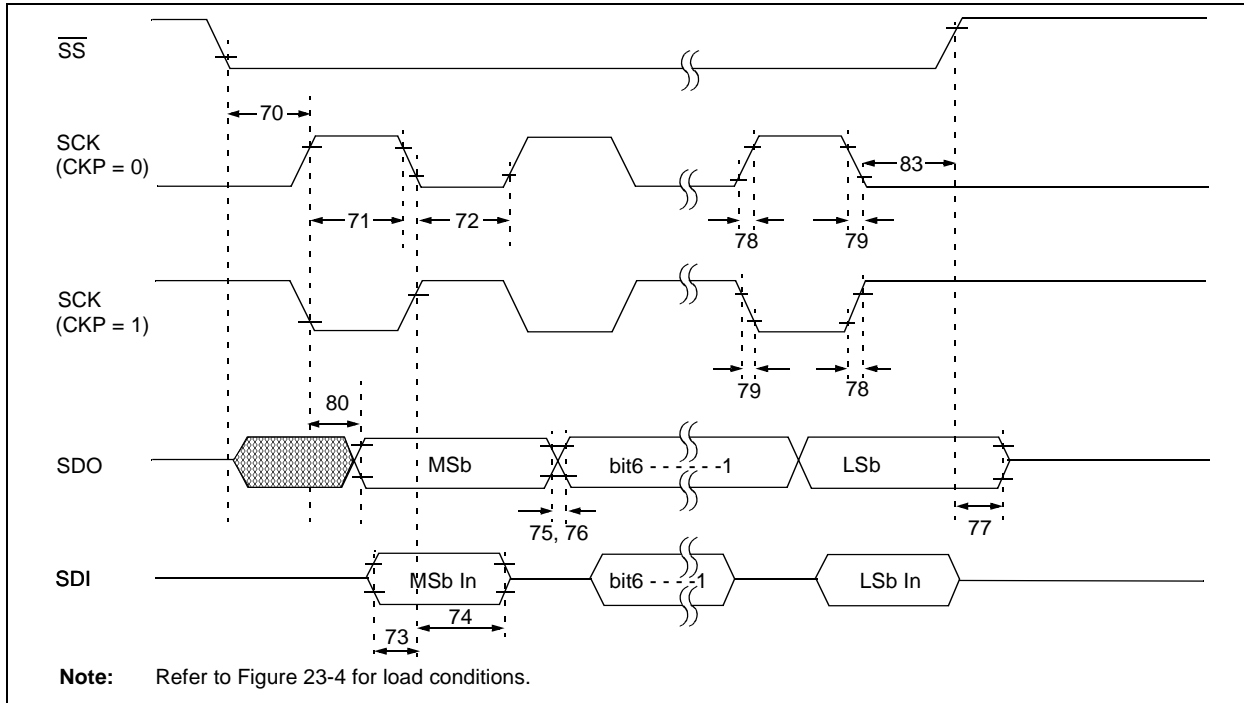 SS
70
SCK
(CKP = 0)
83
71
72
78
79
SCK
(CKP = 1)
79
78
80
SDO
MSb
bit6 - - - - - -1
LSb
75, 76
77
SDI
MSb In
bit6 - - - -1
LSb In
74
73
Note: Refer to Figure 23-4 for load conditions.